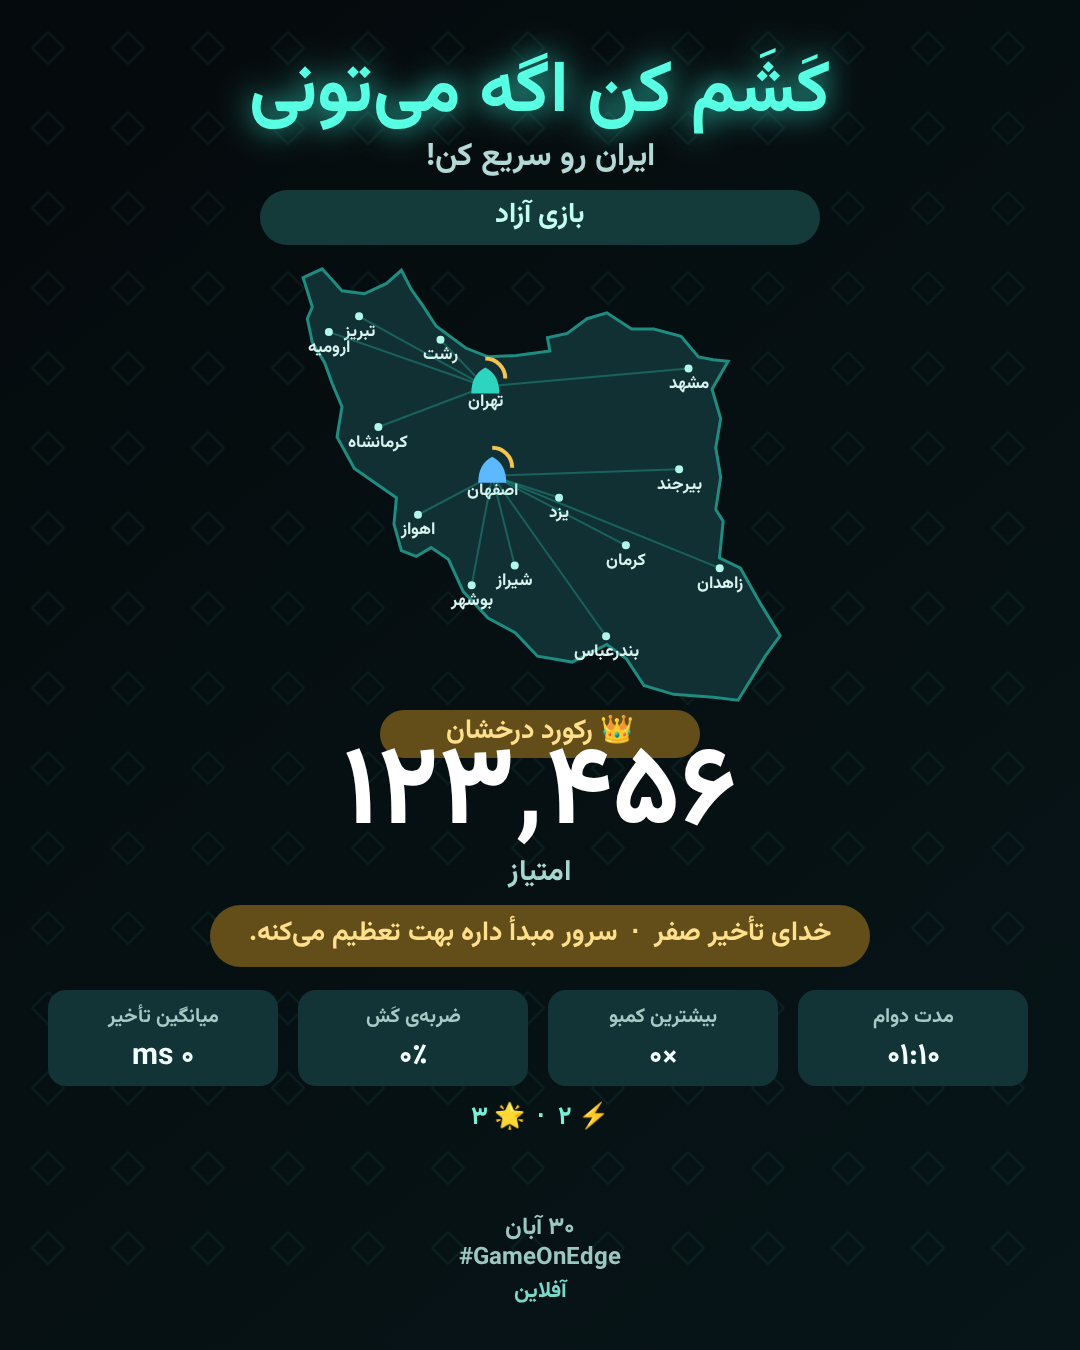 کَشَم کن اگه می‌تونی
ایران رو سریع کن!
بازی آزاد
تبریز
ارومیه
رشت
مشهد
تهران
کرمانشاه
بیرجند
اصفهان
یزد
اهواز
کرمان
شیراز
زاهدان
بوشهر
بندرعباس
👑 رکورد درخشان
۱۲۳,۴۵۶
امتیاز
خدای تأخیر صفر · سرور مبدأ داره بهت تعظیم می‌کنه.
مدت دوام
۰۱:۱۰
بیشترین کمبو
۰×
ضربه‌ی کَش
۰٪
میانگین تأخیر
۰ ms
⚡ ۲ · 🌟 ۳
۳۰ آبان
#GameOnEdge
آفلاین